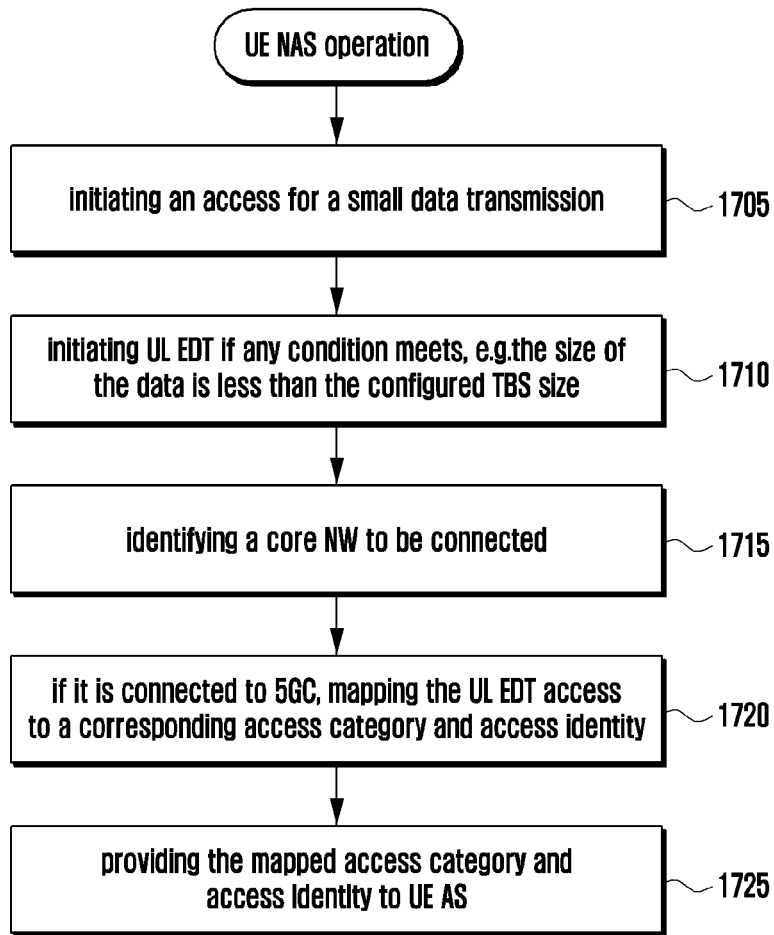 UE NAS operation
initiating an access for a small data transmission
1705
initiating UL EDT if any condition meets, e.g.the size of
the data is less than the configured TBS size
1710
identifying a core NW to be connected
1715
if it is connected to 5GC, mapping the UL EDT access
to a corresponding access category and access identity
1720
providing the mapped access category and
access identity to UE AS
1725